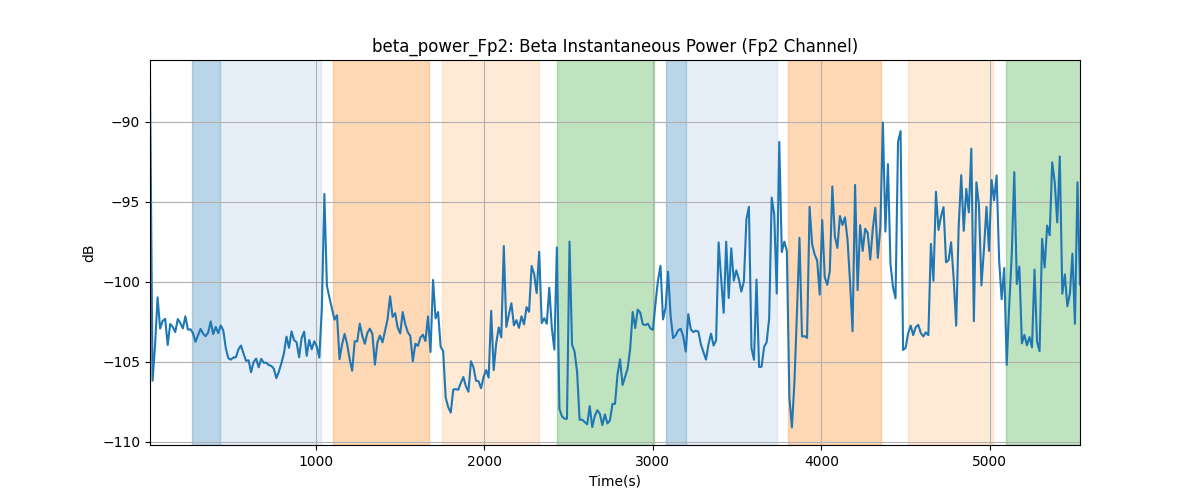 beta_power_Fp2: Beta Instantaneous Power (Fp2 Channel)
−90
−95
−100
−105
−110
dB
1000 2000 3000 4000 5000
Time(s)